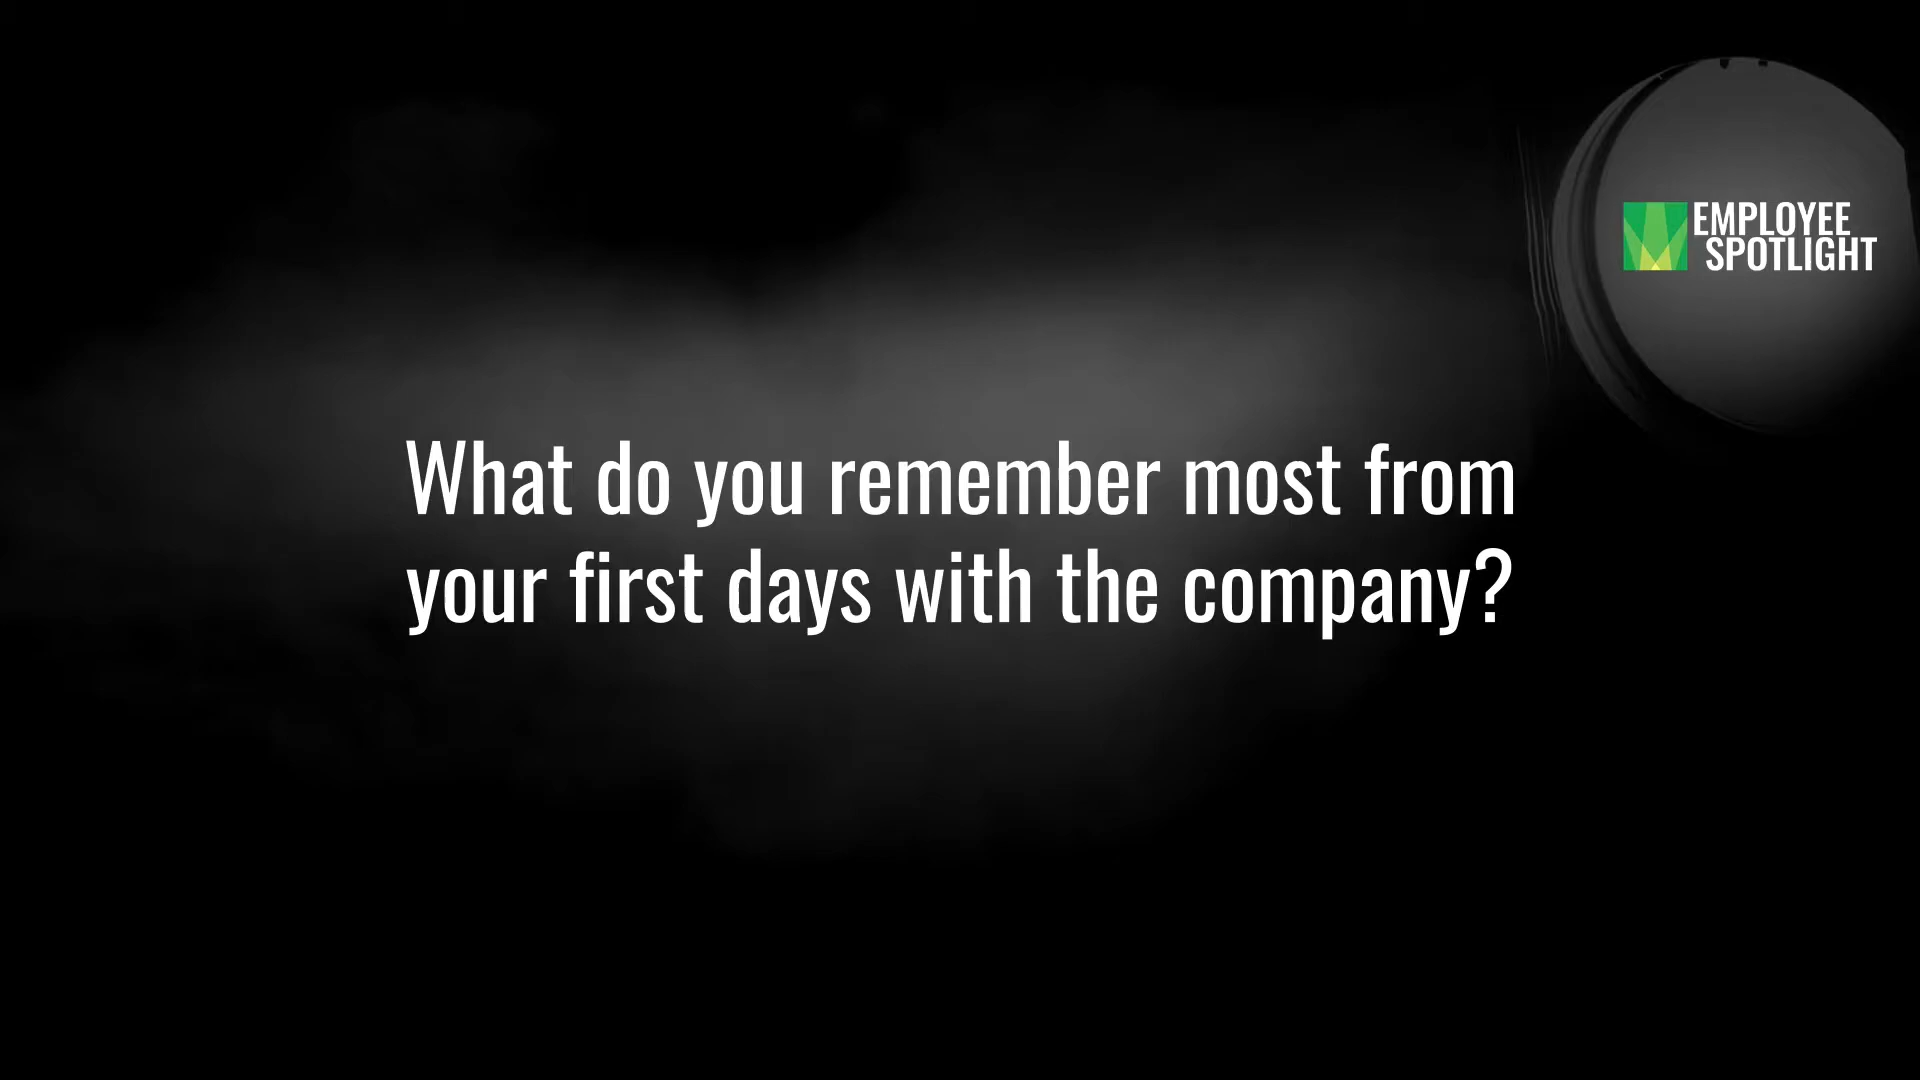 EMPLOYEE
SPOTLIGHT
What do you remember most from
your first days with the company?